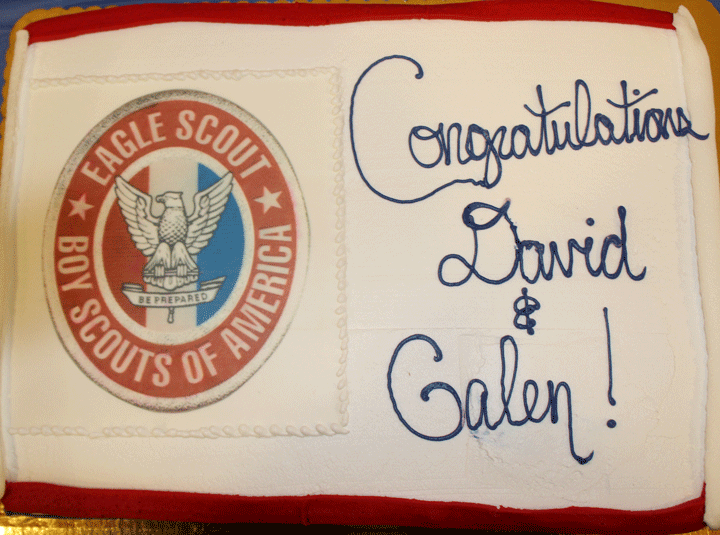 EAGLE SCOUT
BE PREPARED
BOY SCOUTS OF AMERICA
Congratulations
David
&
Galen!